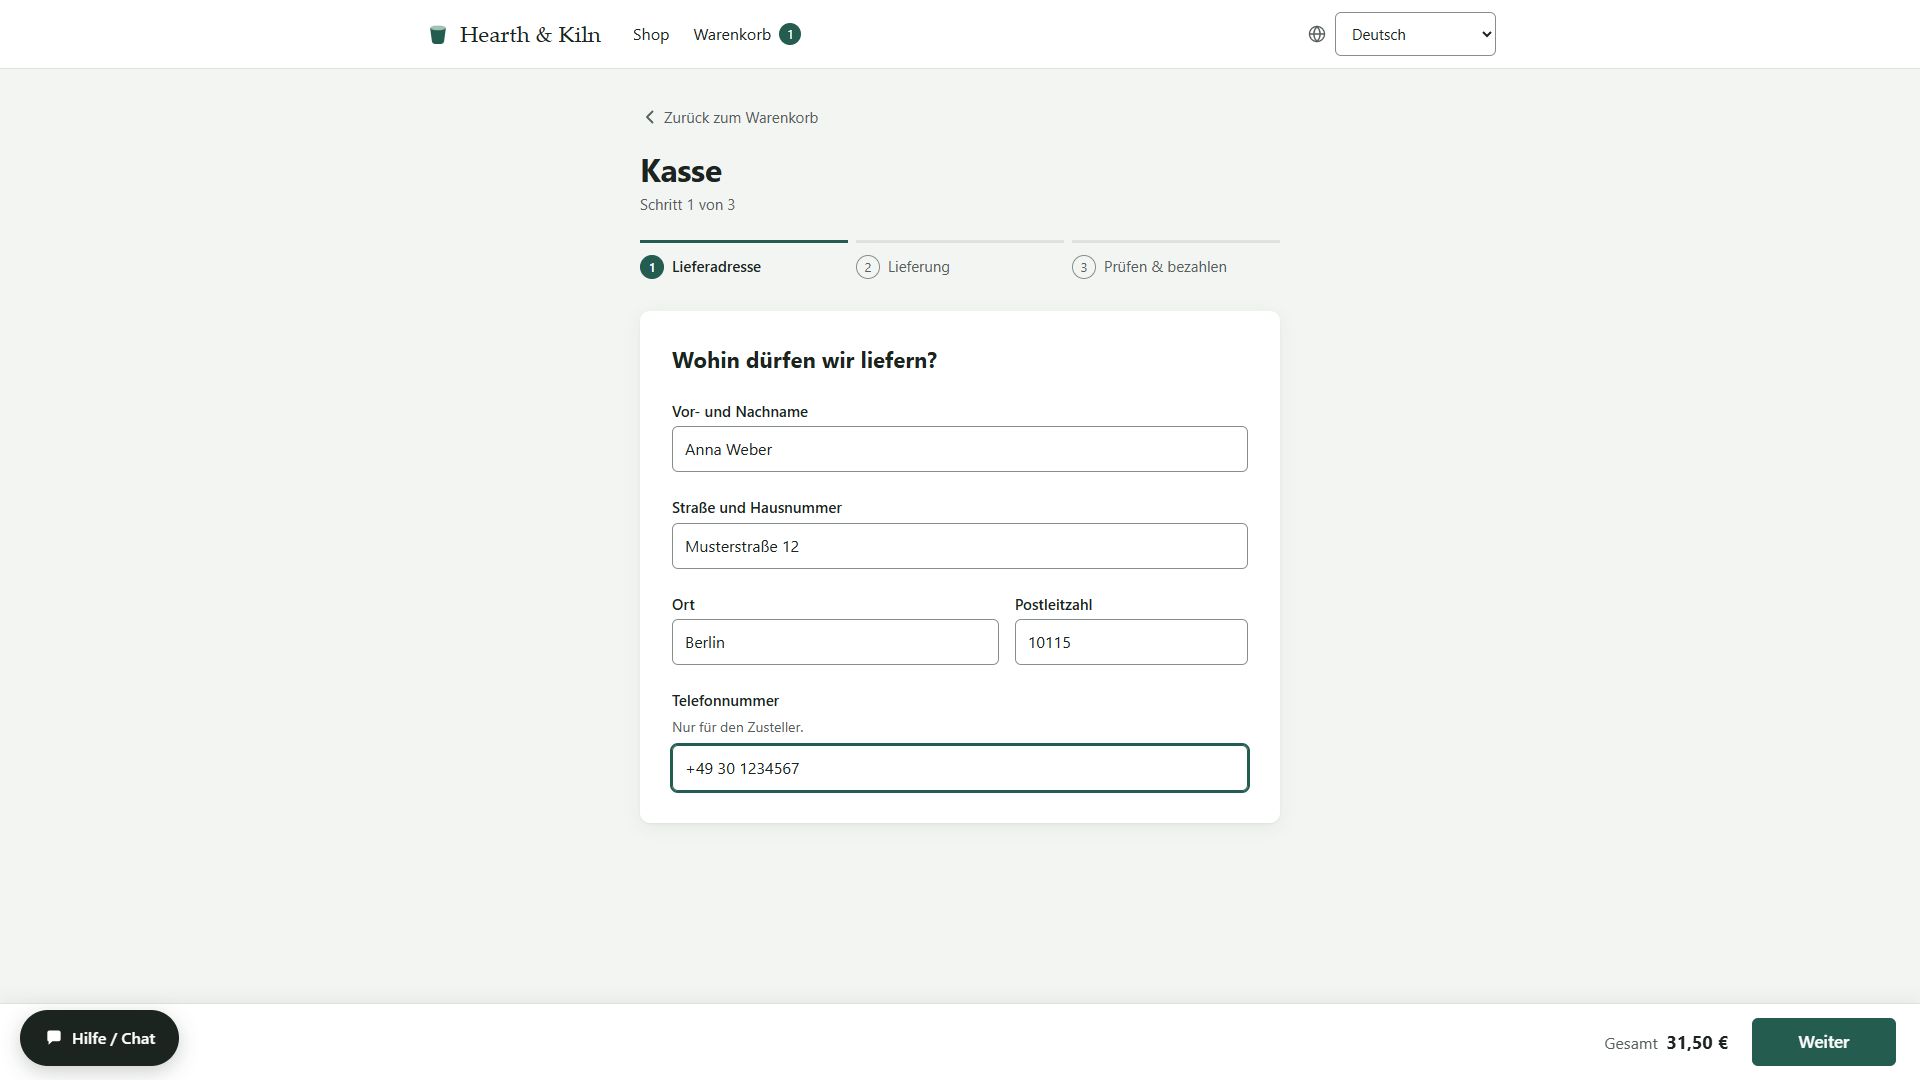 Hearth & Kiln
Shop
Warenkorb 1
Deutsch
Zurück zum Warenkorb
Kasse
Schritt 1 von 3
1 Lieferadresse
2 Lieferung
3 Prüfen & bezahlen
Wohin dürfen wir liefern?
Vor- und Nachname
Anna Weber
Straße und Hausnummer
Musterstraße 12
Ort
Berlin
Postleitzahl
10115
Telefonnummer
Nur für den Zusteller.
+49 30 1234567
Hilfe / Chat
Gesamt 31,50 €
Weiter